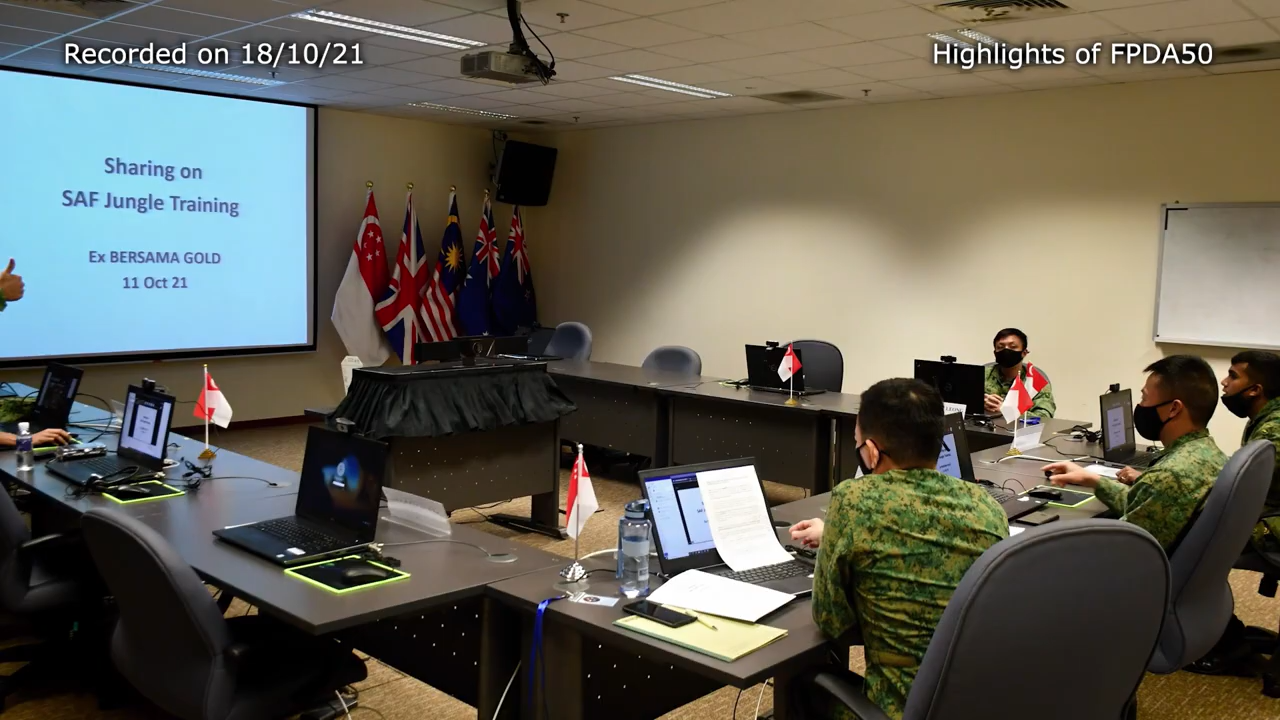 Recorded on 18/10/21
Highlights of FPDA50
Sharing on
SAF Jungle Training
Ex BERSAMA GOLD
11 Oct 21